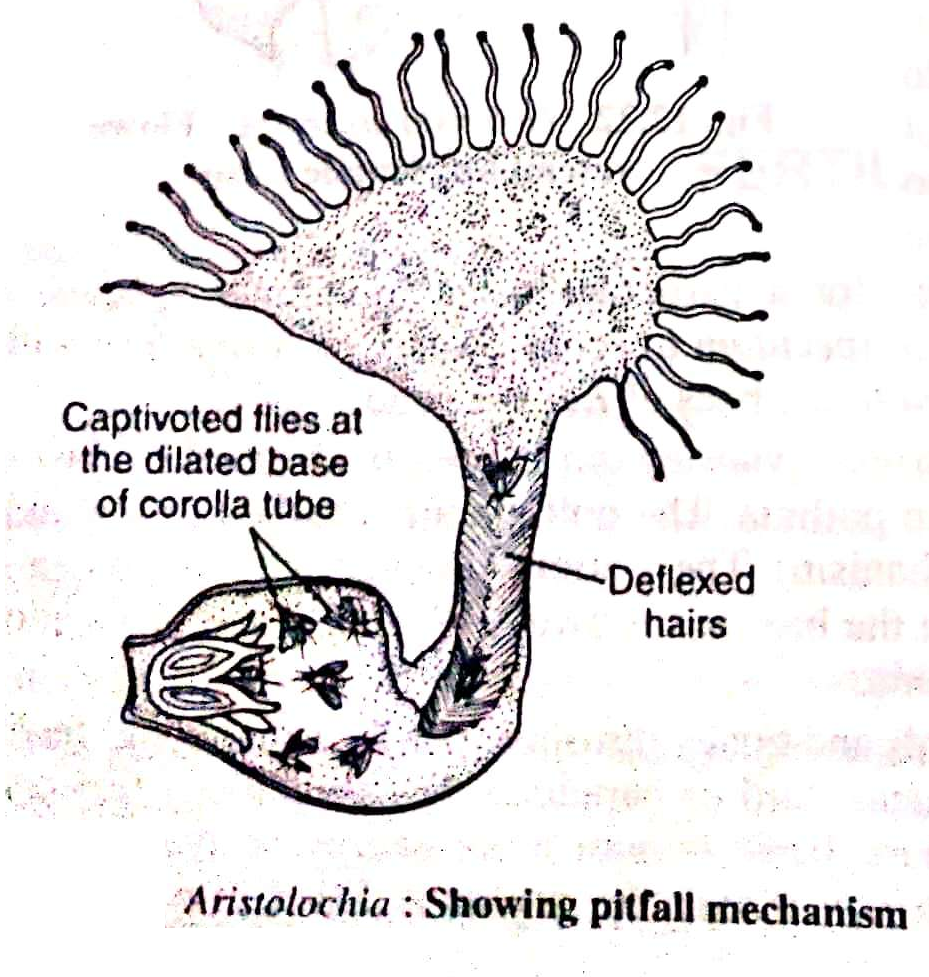 Captivoted flies at
the dilated base
of corolla tube
Deflexed
hairs
Aristolochia : Showing pitfall mechanism